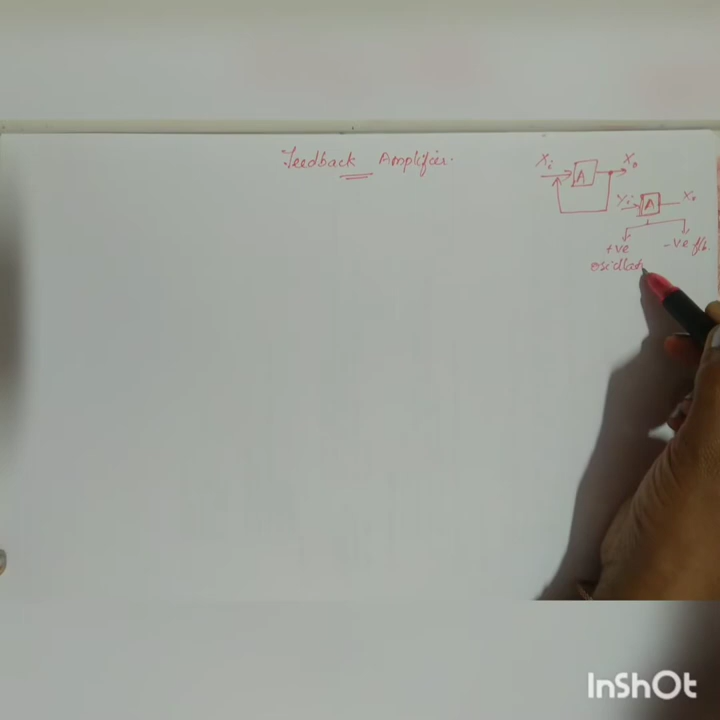 Feedback Amplifier.
Xi A Xo
Xi A Xo
+ve -ve f/b
oscillat
InShOt